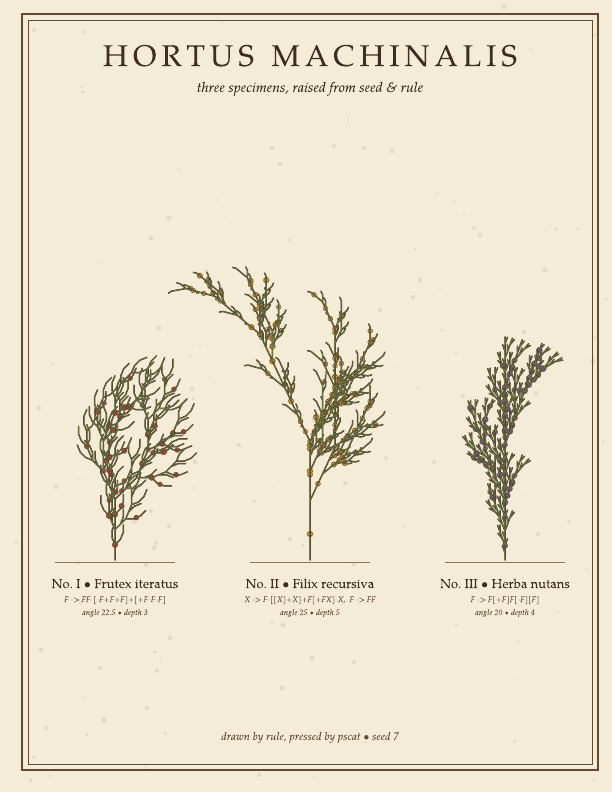 HORTUS MACHINALIS
three specimens, raised from seed & rule
No. I • Frutex iteratus
F -> FF-[-F+F+F]+[+F-F-F]
angle 22.5 • depth 3
No. II • Filix recursiva
X -> F-[[X]+X]+F[+FX]-X, F -> FF
angle 25 • depth 5
No. III • Herba nutans
F -> F[+F]F[-F][F]
angle 20 • depth 4
drawn by rule, pressed by pscat • seed 7